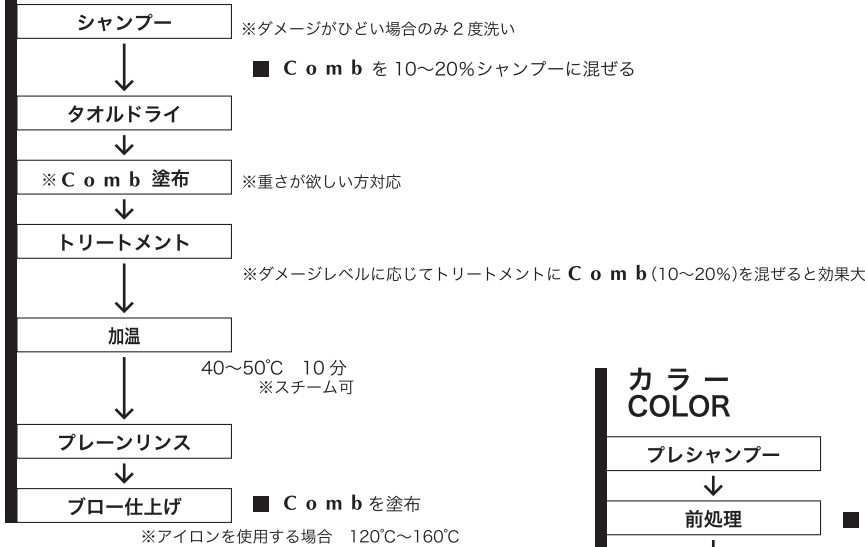 シャンプー
※ダメージがひどい場合のみ2度洗い
■ Comb を10〜20%シャンプーに混ぜる
タオルドライ
※Comb 塗布
※重さが欲しい方対応
トリートメント
※ダメージレベルに応じてトリートメントに Comb(10〜20%)を混ぜると効果大
加温
40〜50℃ 10分
※スチーム可
プレーンリンス
ブロー仕上げ
■ Combを塗布
※アイロンを使用する場合 120℃〜160℃
カラー
COLOR
プレシャンプー
前処理
■